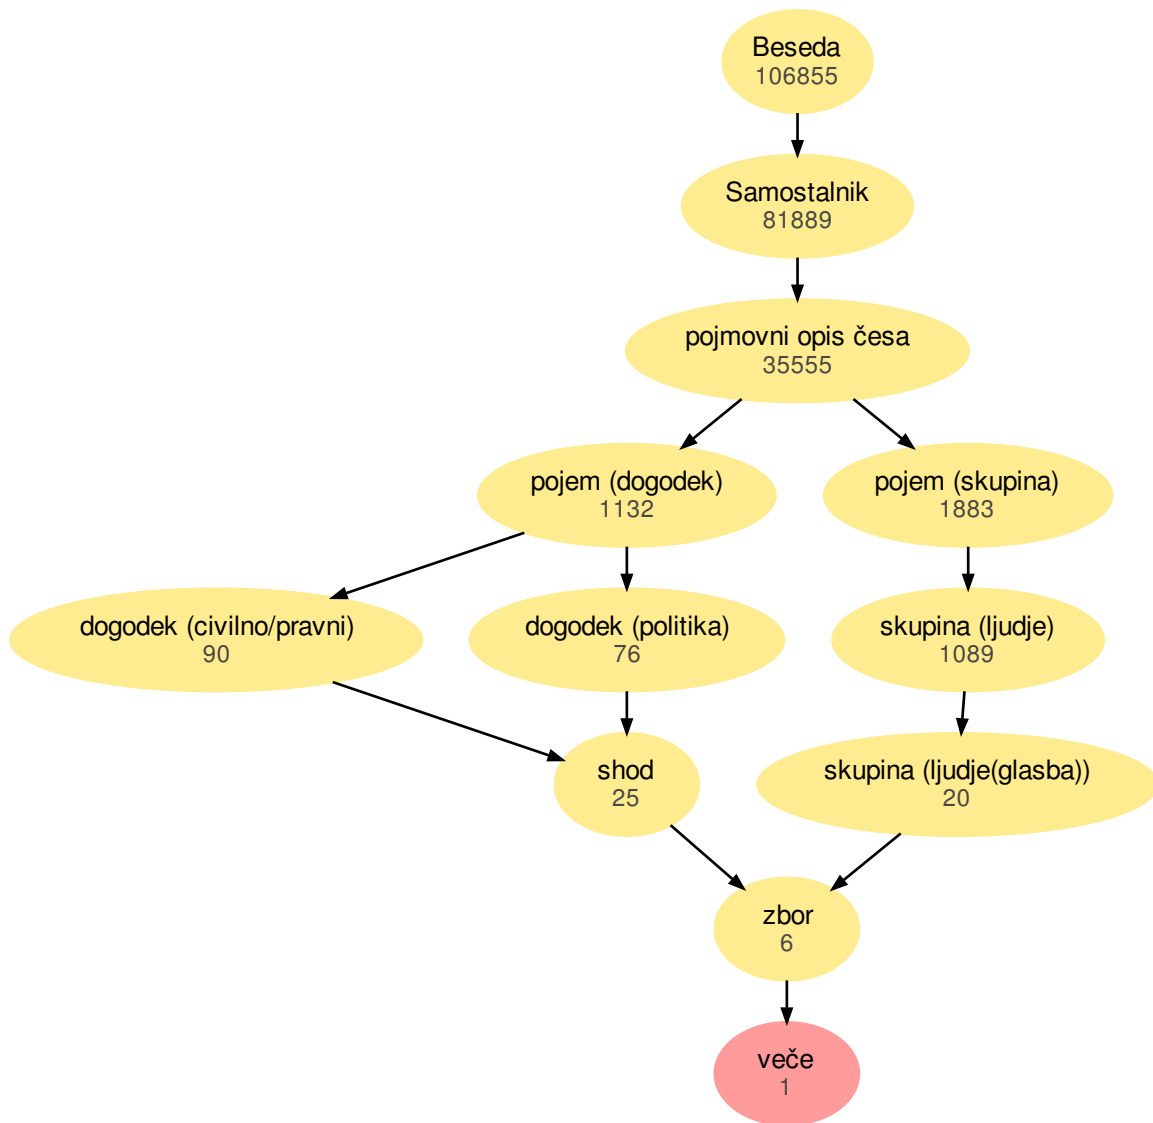 Beseda
106855
Samostalnik
81889
pojmovni opis česa
35555
pojem (dogodek)
1132
pojem (skupina)
1883
dogodek (civilno/pravni)
90
dogodek (politika)
76
skupina (ljudje)
1089
shod
25
skupina (ljudje(glasba))
20
zbor
6
veče
1